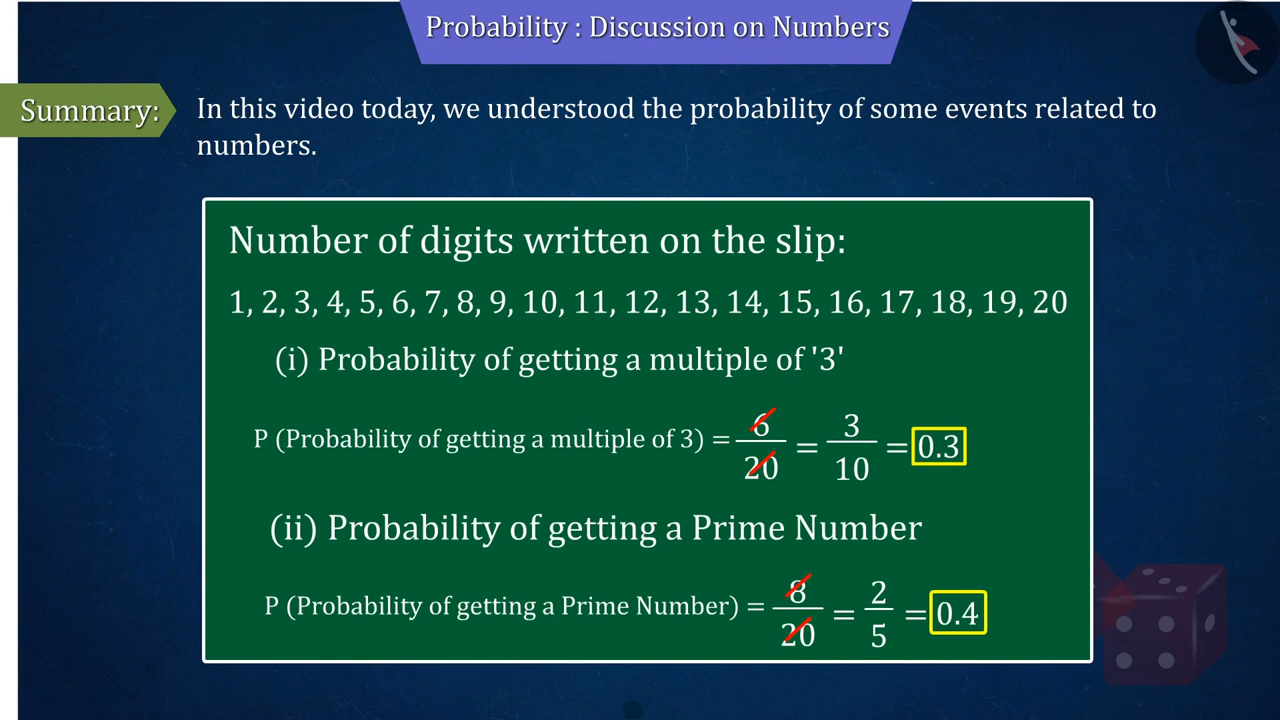 Probability : Discussion on Numbers
Summary:
In this video today, we understood the probability of some events related to
numbers.
Number of digits written on the slip:
1, 2, 3, 4, 5, 6, 7, 8, 9, 10, 11, 12, 13, 14, 15, 16, 17, 18, 19, 20
(i) Probability of getting a multiple of '3'
P (Probability of getting a multiple of 3) = 6/20 = 3/10 = 0.3
(ii) Probability of getting a Prime Number
P (Probability of getting a Prime Number) = 8/20 = 2/5 = 0.4